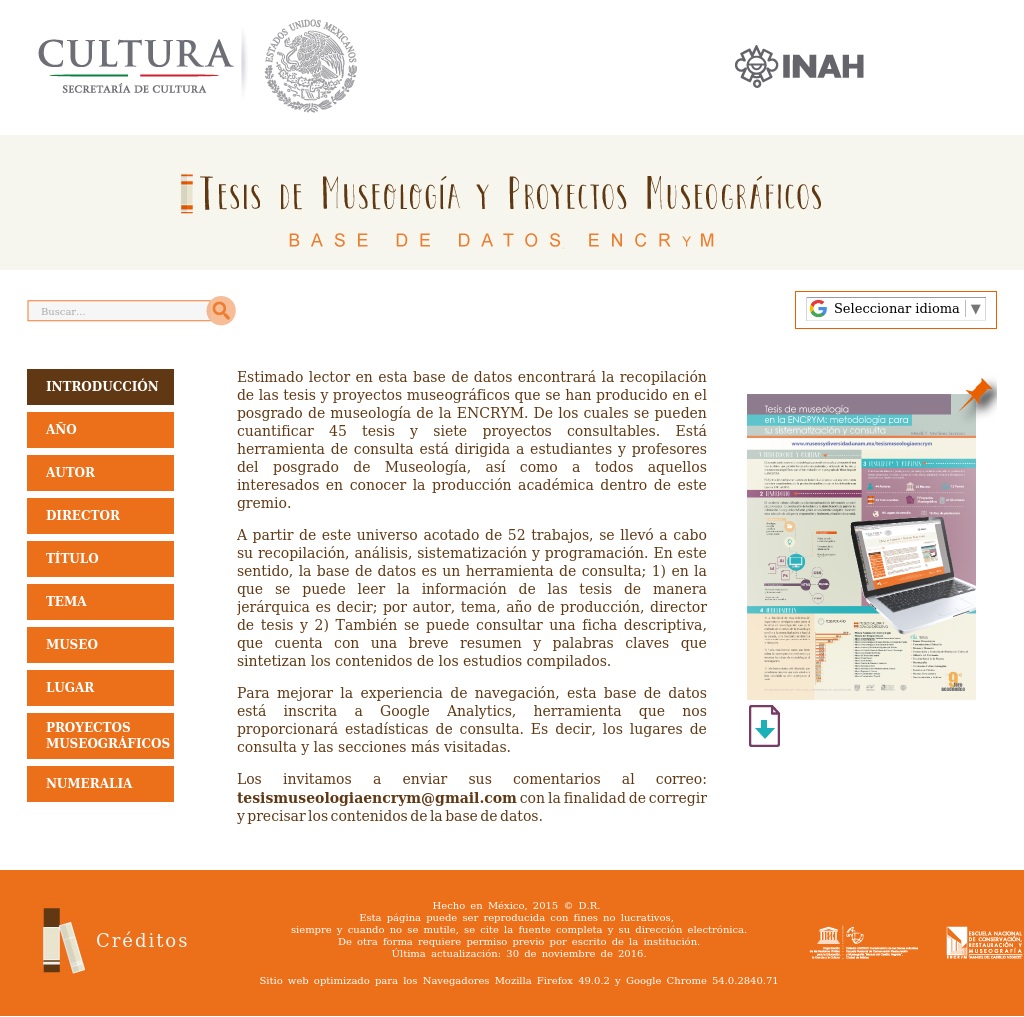 CULTURA
SECRETARÍA DE CULTURA
ESTADOS UNIDOS MEXICANOS
INAH
Tesis de Museología y Proyectos Museográficos
BASE DE DATOS ENCRyM
Buscar...
Seleccionar idioma ▼
INTRODUCCIÓN
AÑO
AUTOR
DIRECTOR
TÍTULO
TEMA
MUSEO
LUGAR
PROYECTOS
MUSEOGRÁFICOS
NUMERALIA
Estimado lector en esta base de datos encontrará la recopilación
de las tesis y proyectos museográficos que se han producido en el
posgrado de museología de la ENCRYM. De los cuales se pueden
cuantificar 45 tesis y siete proyectos consultables. Está
herramienta de consulta está dirigida a estudiantes y profesores
del posgrado de Museología, así como a todos aquellos
interesados en conocer la producción académica dentro de este
gremio.
A partir de este universo acotado de 52 trabajos, se llevó a cabo
su recopilación, análisis, sistematización y programación. En este
sentido, la base de datos es un herramienta de consulta; 1) en la
que se puede leer la información de las tesis de manera
jerárquica es decir; por autor, tema, año de producción, director
de tesis y 2) También se puede consultar una ficha descriptiva,
que cuenta con una breve resumen y palabras claves que
sintetizan los contenidos de los estudios compilados.
Para mejorar la experiencia de navegación, esta base de datos
está inscrita a Google Analytics, herramienta que nos
proporcionará estadísticas de consulta. Es decir, los lugares de
consulta y las secciones más visitadas.
Los invitamos a enviar sus comentarios al correo:
tesismuseologiaencrym@gmail.com con la finalidad de corregir
y precisar los contenidos de la base de datos.
Tesis de museología
en la ENCRYM: metodología para
su sistematización y consulta
www.museosydiversidadunam.mx/tesismuseologiaencrym
Créditos
Hecho en México, 2015 © D.R.
Esta página puede ser reproducida con fines no lucrativos,
siempre y cuando no se mutile, se cite la fuente completa y su dirección electrónica.
De otra forma requiere permiso previo por escrito de la institución.
Última actualización: 30 de noviembre de 2016.
Sitio web optimizado para los Navegadores Mozilla Firefox 49.0.2 y Google Chrome 54.0.2840.71
ESCUELA NACIONAL
DE CONSERVACIÓN,
RESTAURACIÓN Y
MUSEOGRAFÍA